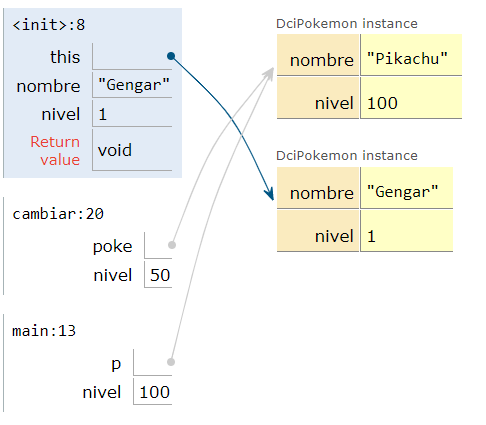 <init>:8
this
nombre "Gengar"
nivel 1
Return
value void
cambiar:20
poke
nivel 50
main:13
p
nivel 100
DciPokemon instance
nombre "Pikachu"
nivel 100
DciPokemon instance
nombre "Gengar"
nivel 1